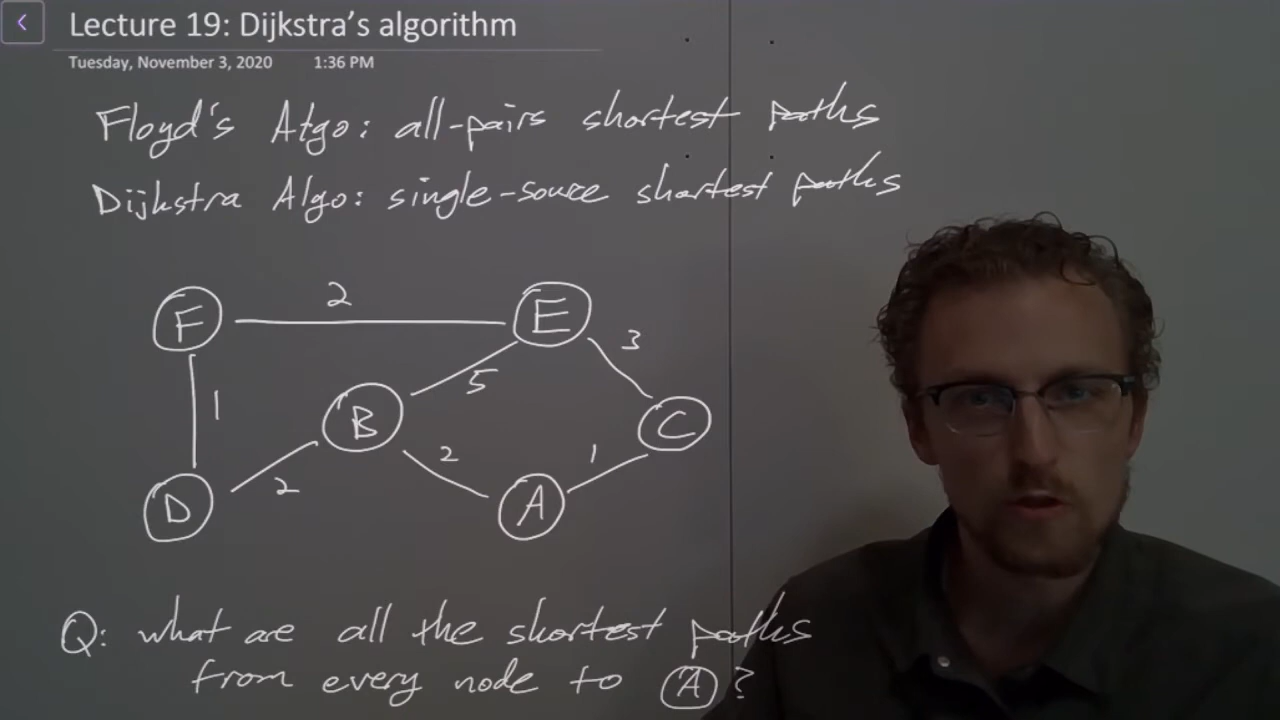 Lecture 19: Dijkstra's algorithm
Tuesday, November 3, 2020 1:36 PM
Floyd's Algo: all-pairs shortest paths
Dijkstra Algo: single-souce shortest paths
2
F E
3
5
1 B C
2 1
2
D A
Q: what are all the shortest paths
from every node to A?